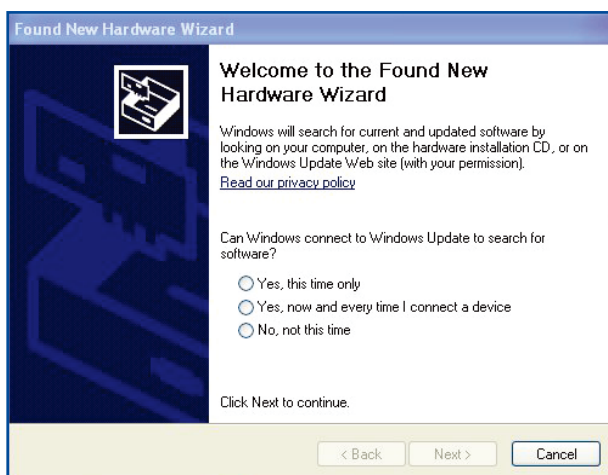 Found New Hardware Wizard
Welcome to the Found New
Hardware Wizard
Windows will search for current and updated software by
looking on your computer, on the hardware installation CD, or on
the Windows Update Web site (with your permission).
Read our privacy policy
Can Windows connect to Windows Update to search for
software?
Yes, this time only
Yes, now and every time I connect a device
No, not this time
Click Next to continue.
< Back Next > Cancel